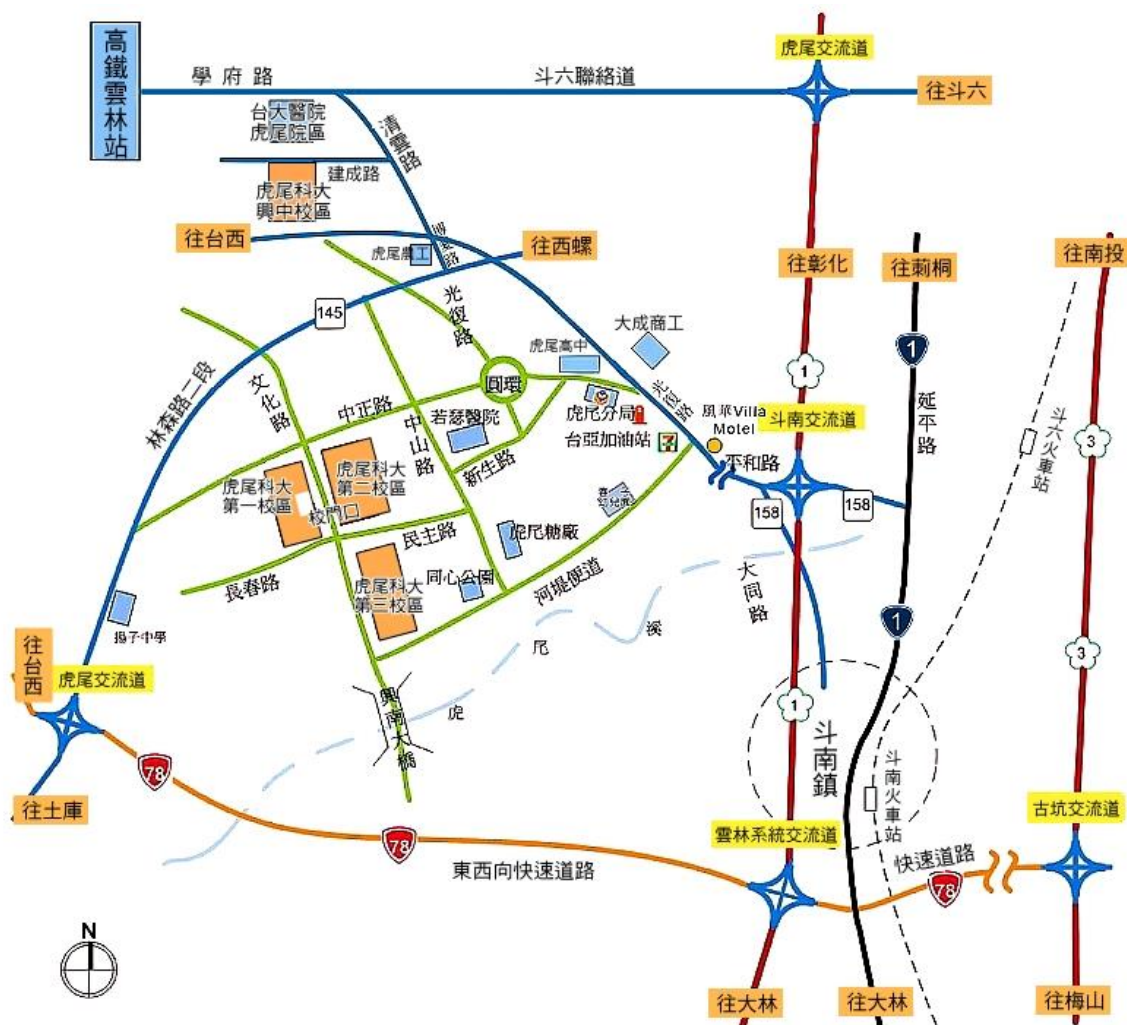 虎尾交流道
高鐵雲林站
學府路
斗六聯絡道
往斗六
台大醫院
虎尾院區
清雲路
建成路
虎尾科大
興中校區
往台西
虎尾農工
往西螺
往彰化
往莿桐
往南投
光復路
145
大成商工
虎尾高中
1
1
圓環
林森路二段
文化路
中正路
中山路
若瑟醫院
虎尾分局
台亞加油站
光復路
風華Villa
Motel
7
斗南交流道
延平路
斗六火車站
3
新生路
平和路
虎尾科大
第一校區
虎尾科大
第二校區
校門口
158
158
民主路
虎尾糖廠
長春路
虎尾科大
第三校區
同心公園
河堤便道
大同路
1
揚子中學
虎尾溪
3
往台西
虎尾交流道
1
興南大橋
斗南鎮
斗南火車站
78
往土庫
78
東西向快速道路
雲林系統交流道
快速道路
78
古坑交流道
N
往大林
往大林
往梅山